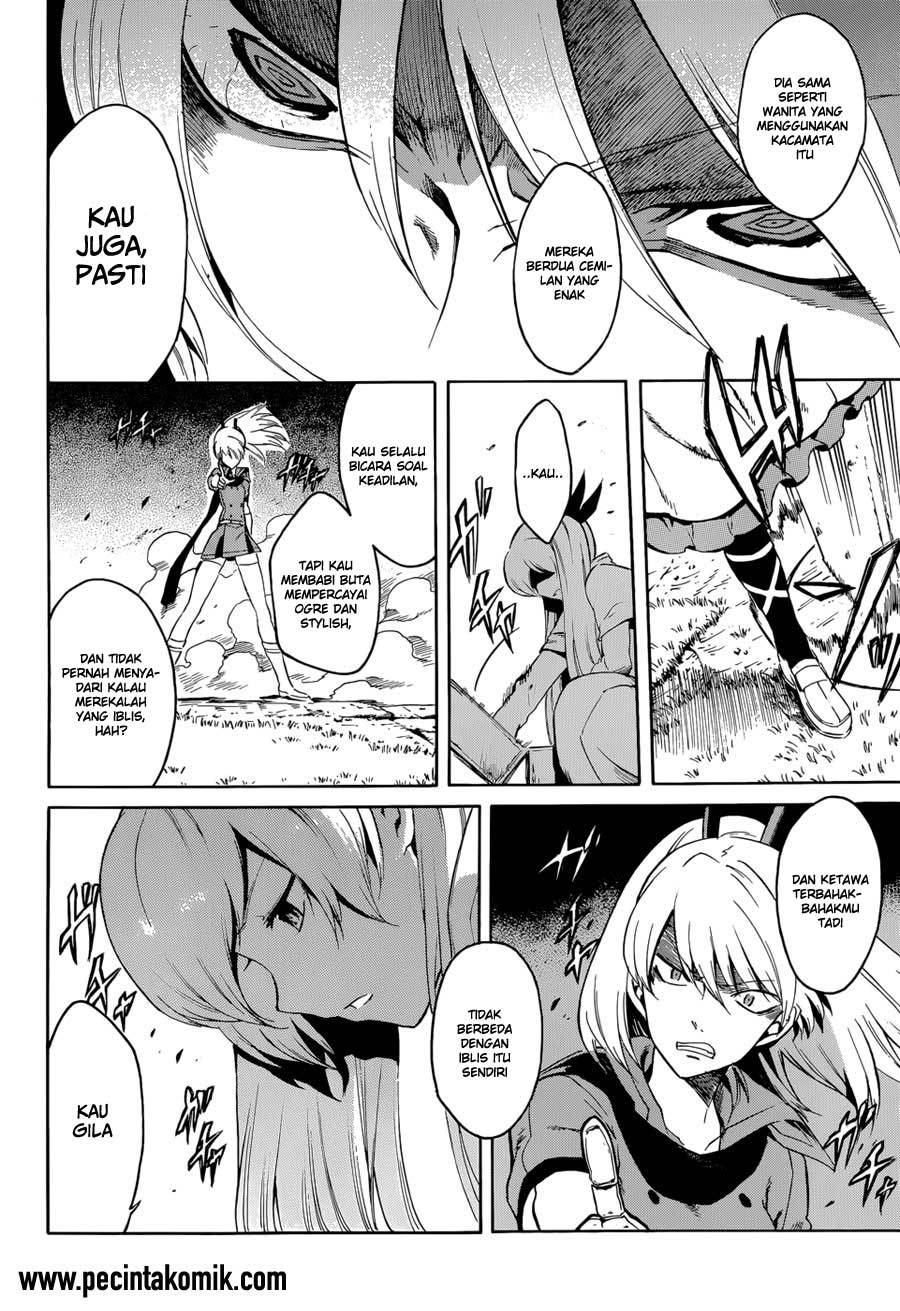 DIA SAMA
SEPERTI
WANITA YANG
MENGGUNAKAN
KACAMATA
ITU
MEREKA
BERDUA CEMI-
LAN YANG
ENAK
KAU
JUGA,
PASTI
..KAU..
KAU SELALU
BICARA SOAL
KEADILAN,
TAPI KAU
MEMBABI BUTA
MEMPERCAYAI
OGRE DAN
STYLISH,
DAN TIDAK
PERNAH MENYA-
DARI KALAU
MEREKALAH
YANG IBLIS,
HAH?
DAN KETAWA
TERBAHAK-
BAHAKMU
TADI
TIDAK
BERBEDA
DENGAN
IBLIS ITU
SENDIRI
KAU
GILA
www.pecintakomik.com